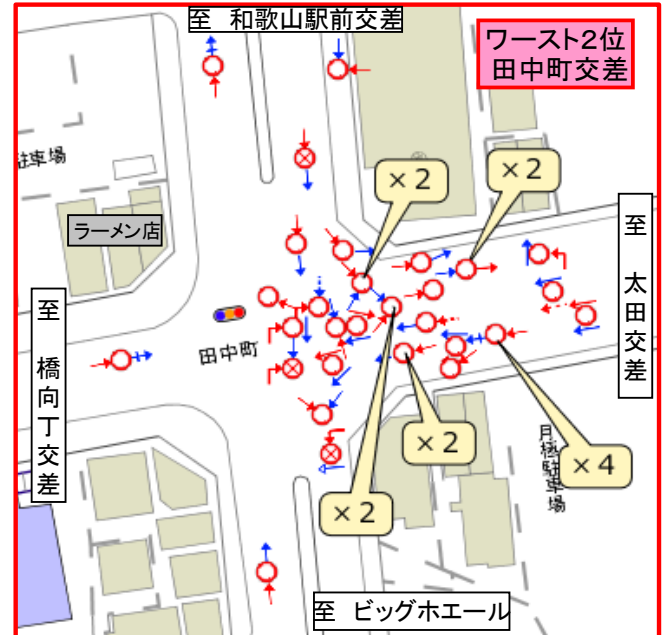 至 和歌山駅前交差
ワースト２位
田中町交差
駐車場
×２
×２
ラーメン店
至 太田交差
至 橋向丁交差
田中町
×２
月極駐車場
×４
×２
至 ビッグホエール